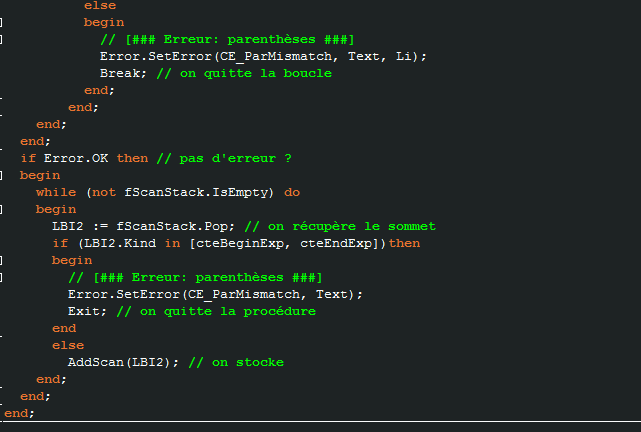 else
begin
// [### Erreur: parenthèses ###]
Error.SetError(CE_ParMismatch, Text, Li);
Break; // on quitte la boucle
end;
end;
end;
end;
if Error.OK then // pas d'erreur ?
begin
while (not fScanStack.IsEmpty) do
begin
LBI2 := fScanStack.Pop; // on récupère le sommet
if (LBI2.Kind in [cteBeginExp, cteEndExp])then
begin
// [### Erreur: parenthèses ###]
Error.SetError(CE_ParMismatch, Text);
Exit; // on quitte la procédure
end
else
AddScan(LBI2); // on stocke
end;
end;
end;